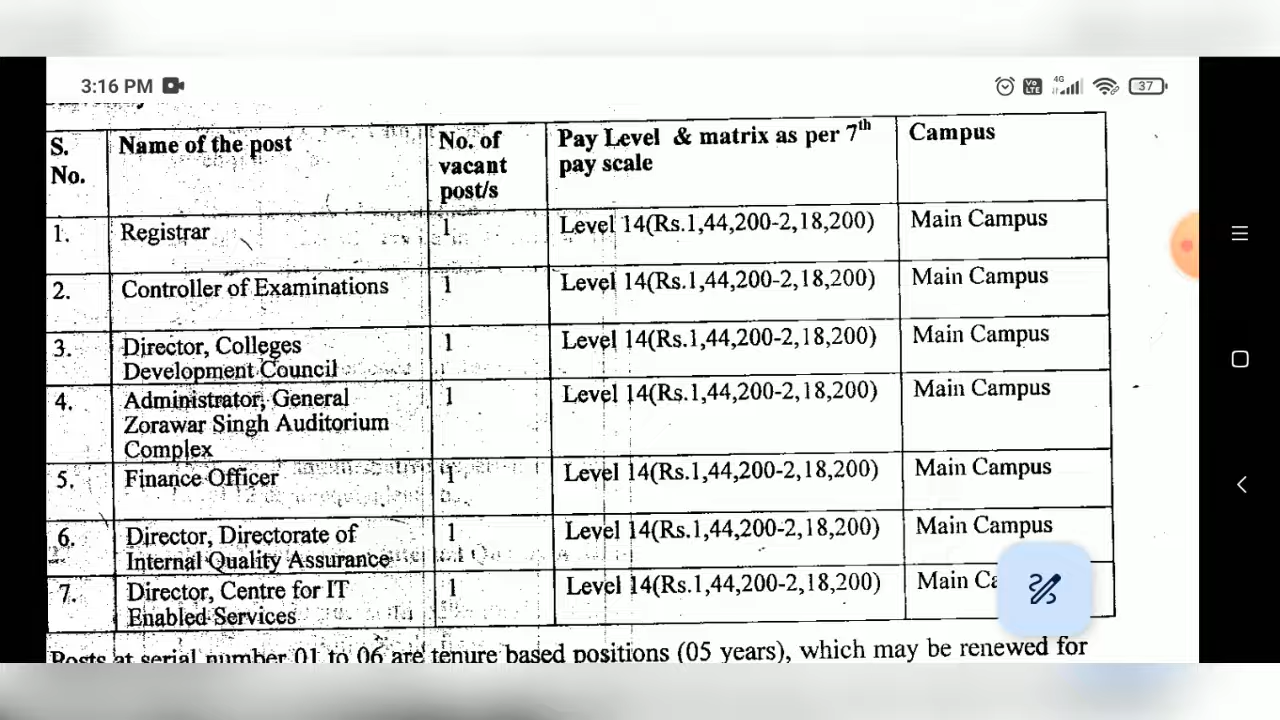 3:16 PM
4G
Vo LTE
37
S. No.
Name of the post
No. of vacant post/s
Pay Level & matrix as per 7th pay scale
Campus
1. Registrar 1 Level 14(Rs.1,44,200-2,18,200) Main Campus
2. Controller of Examinations 1 Level 14(Rs.1,44,200-2,18,200) Main Campus
3. Director, Colleges 1 Level 14(Rs.1,44,200-2,18,200) Main Campus
Development Council
4. Administrator, General 1 Level 14(Rs.1,44,200-2,18,200) Main Campus
Zorawar Singh Auditorium
Complex
5. Finance Officer 1 Level 14(Rs.1,44,200-2,18,200) Main Campus
6. Director, Directorate of 1 Level 14(Rs.1,44,200-2,18,200) Main Campus
Internal Quality Assurance
7. Director, Centre for IT 1 Level 14(Rs.1,44,200-2,18,200) Main Ca
Enabled Services
Posts at serial number 01 to 06 are tenure based positions (05 years), which may be renewed for